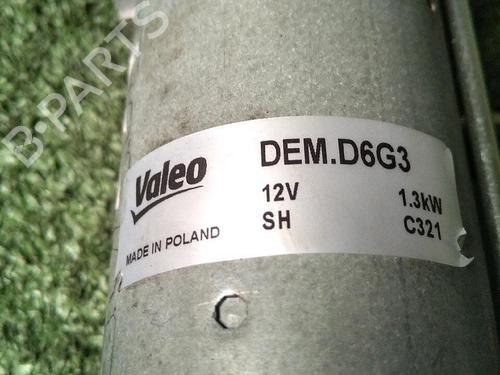 B-PARTS
Valeo
DEM.D6G3
12V 1.3kW
SH C321
MADE IN POLAND